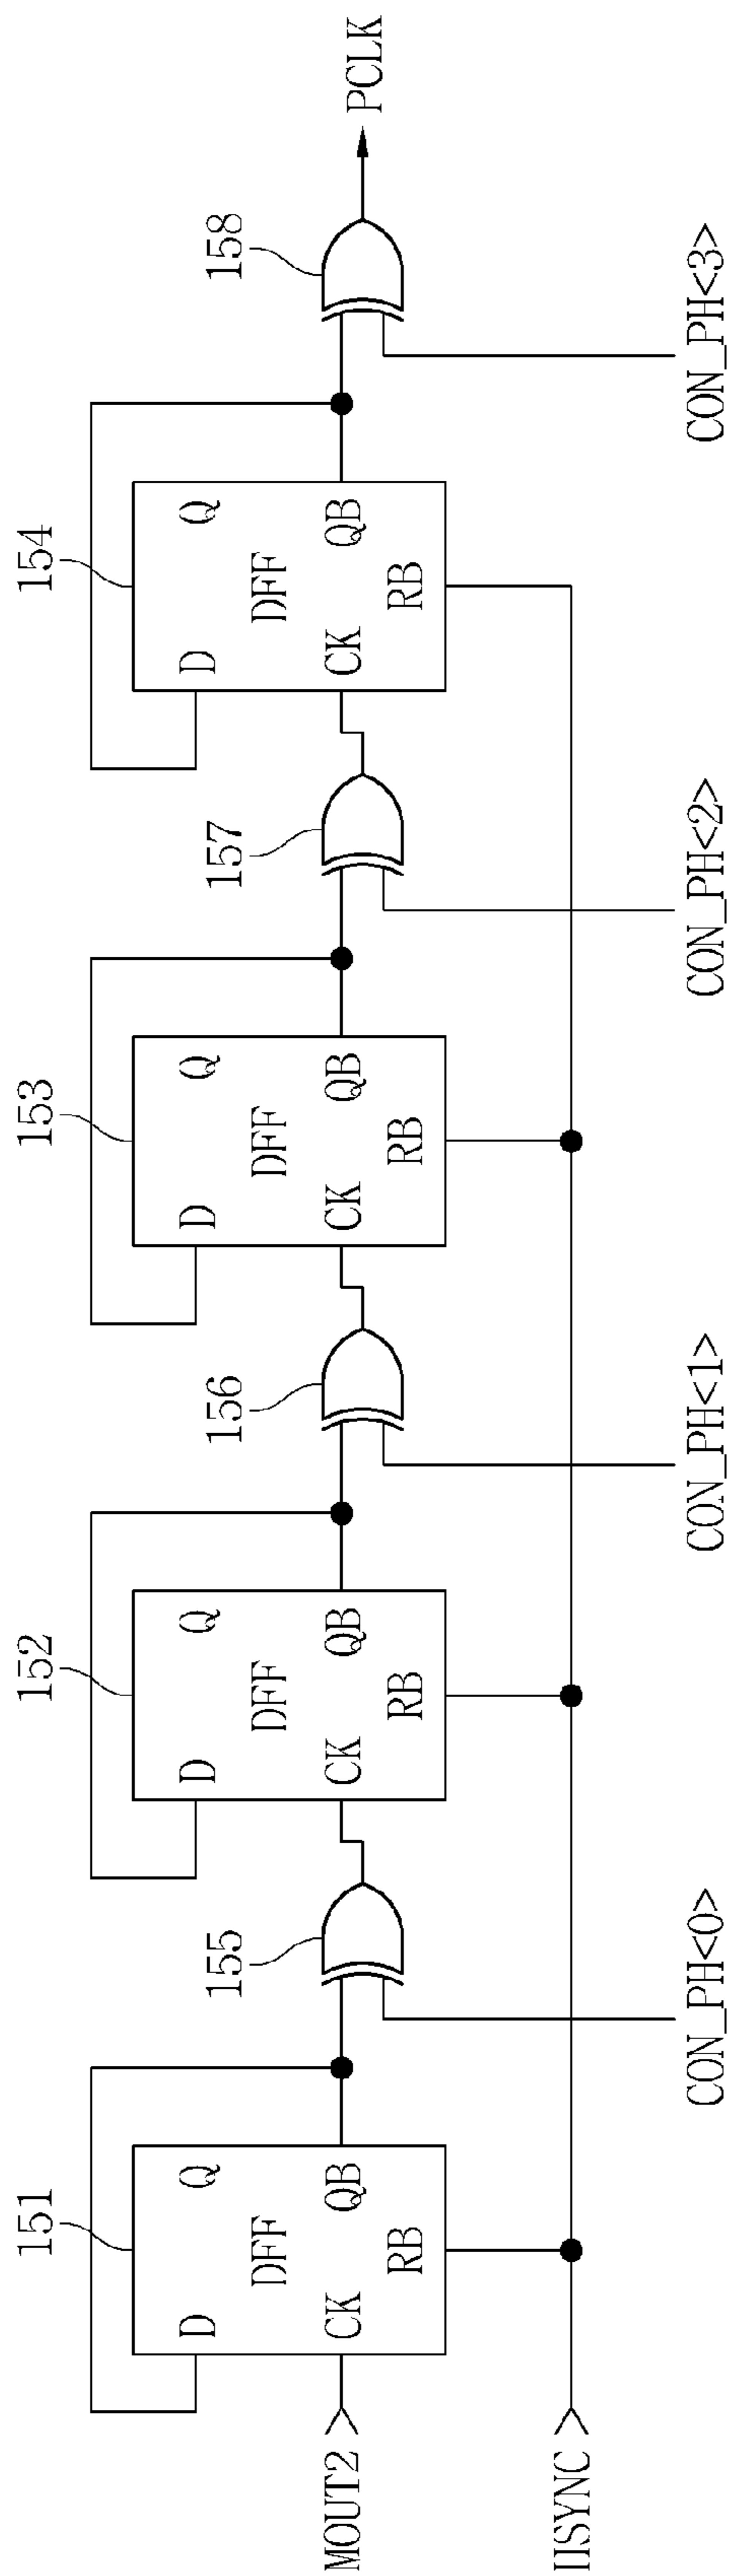 151
152
153
154
D
Q
DFF
CK
QB
RB
D
Q
DFF
CK
QB
RB
D
Q
DFF
CK
QB
RB
D
Q
DFF
CK
QB
RB
155
156
157
158
MOUT2
PCLK
HSYNC
CON_PH<0>
CON_PH<1>
CON_PH<2>
CON_PH<3>